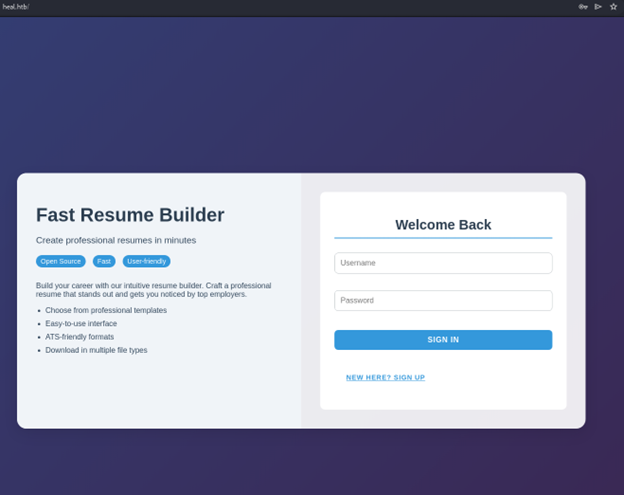 heal.htb/
Fast Resume Builder
Create professional resumes in minutes
Open Source Fast User-friendly
Build your career with our intuitive resume builder. Craft a professional
resume that stands out and gets you noticed by top employers.
• Choose from professional templates
• Easy-to-use interface
• ATS-friendly formats
• Download in multiple file types
Welcome Back
Username
Password
SIGN IN
NEW HERE? SIGN UP